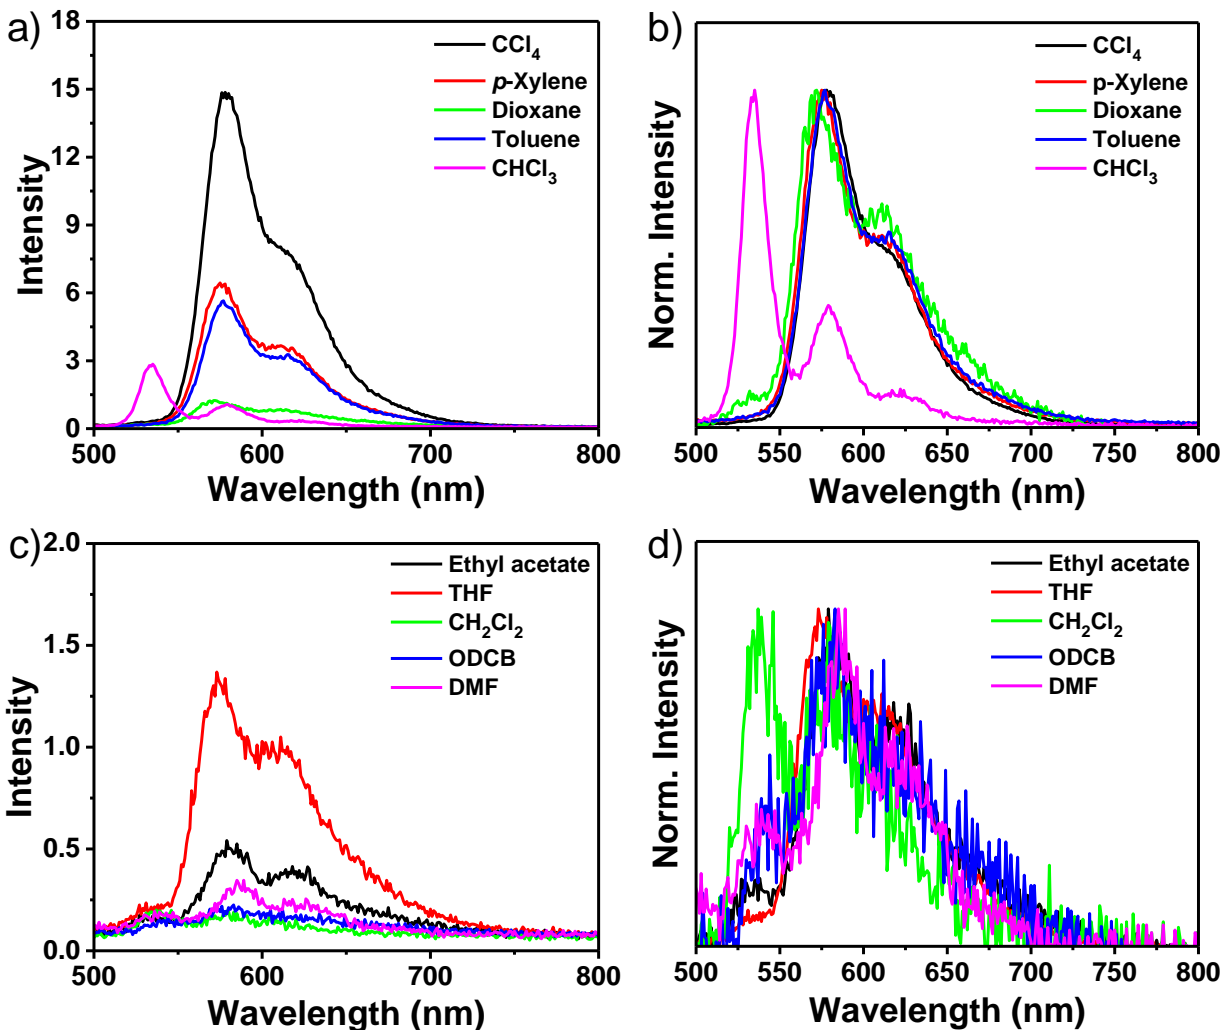 a)
18
15
12
9
6
3
0
Intensity
CCl4
p-Xylene
Dioxane
Toluene
CHCl3
500 600 700 800
Wavelength (nm)
b)
Norm. Intensity
CCl4
p-Xylene
Dioxane
Toluene
CHCl3
500 550 600 650 700 750 800
Wavelength (nm)
c)
2.0
1.5
1.0
0.5
0.0
Intensity
Ethyl acetate
THF
CH2Cl2
ODCB
DMF
500 600 700 800
Wavelength (nm)
d)
Norm. Intensity
Ethyl acetate
THF
CH2Cl2
ODCB
DMF
500 550 600 650 700 750 800
Wavelength (nm)